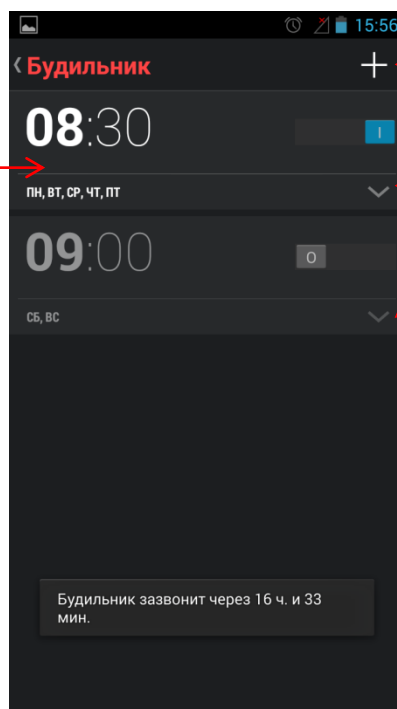 15:56
Будильник
08:30
I
ПН, ВТ, СР, ЧТ, ПТ
09:00
O
СБ, ВС
Будильник зазвонит через 16 ч. и 33
мин.